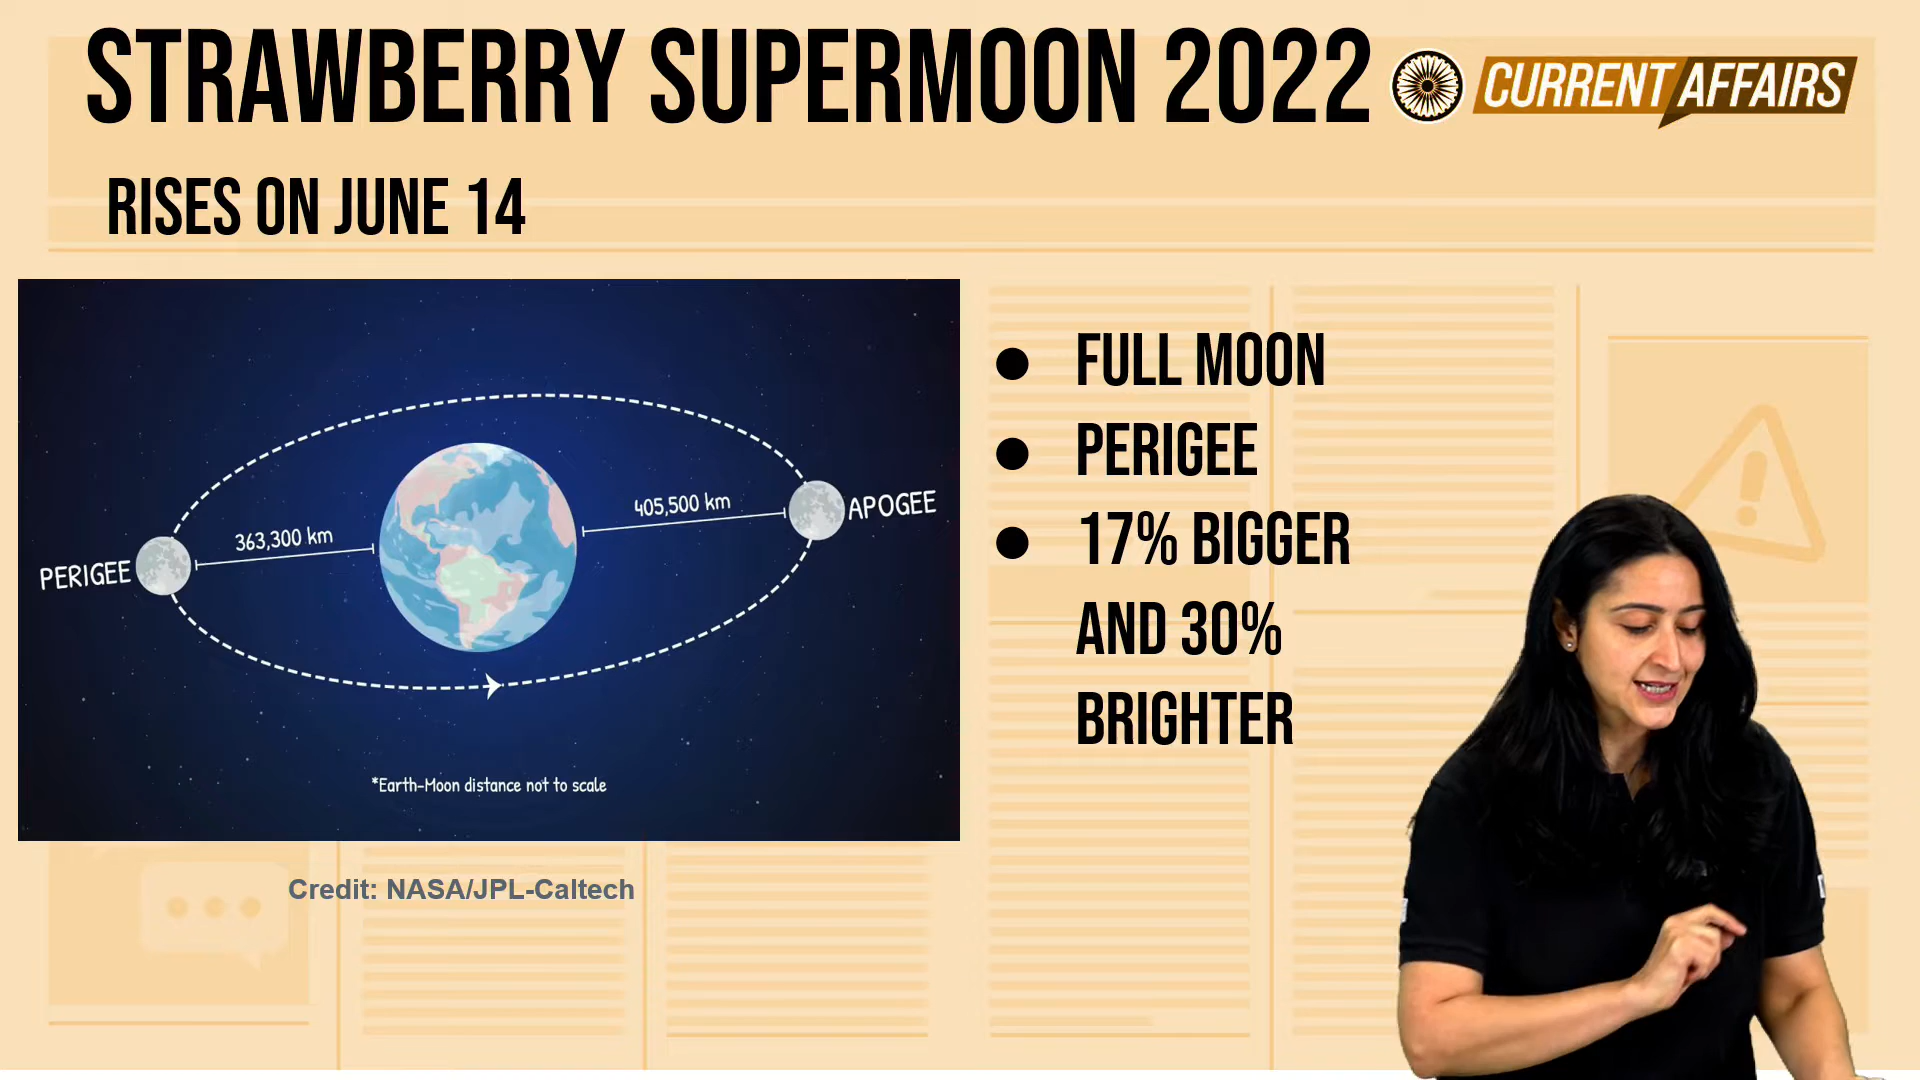 STRAWBERRY SUPERMOON 2022
CURRENT AFFAIRS
RISES ON JUNE 14
PERIGEE
363,300 km
405,500 km
APOGEE
*Earth-Moon distance not to scale
Credit: NASA/JPL-Caltech
● FULL MOON
● PERIGEE
● 17% BIGGER
AND 30%
BRIGHTER